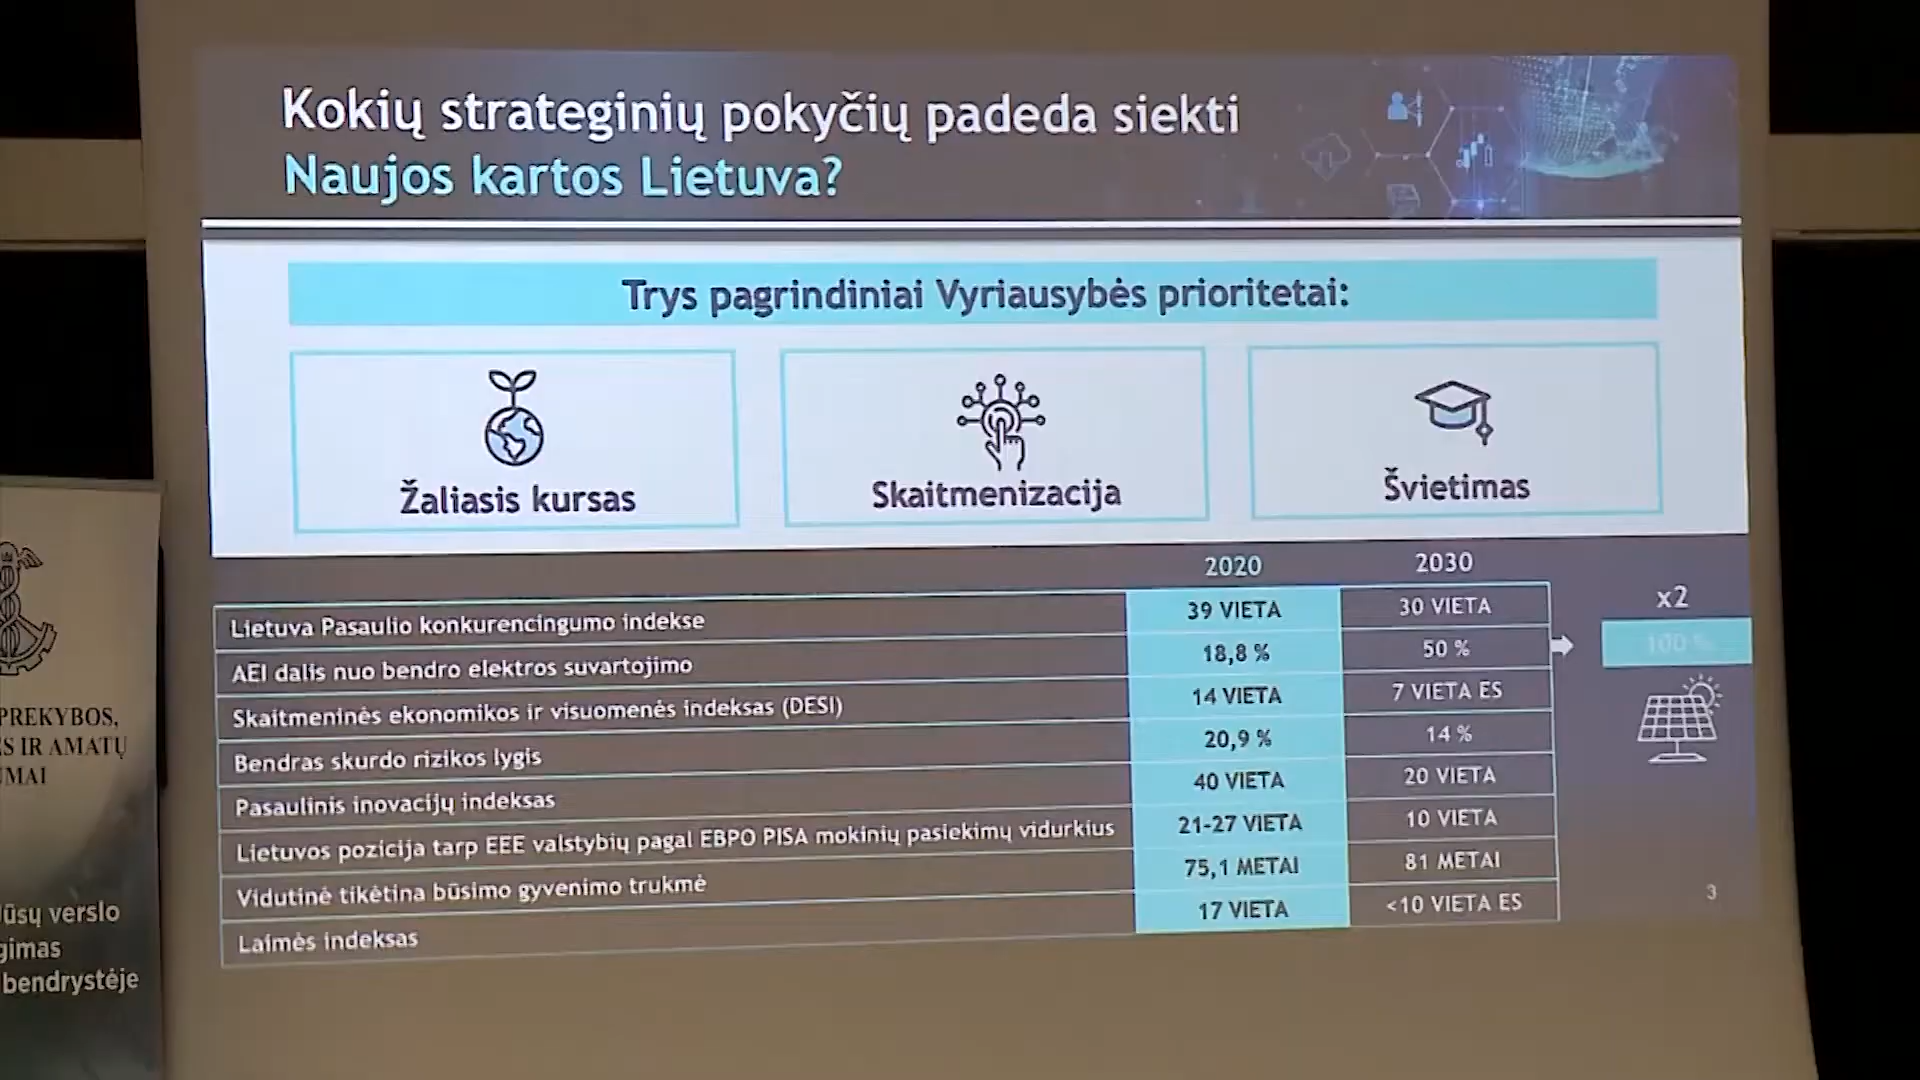 Kokių strateginių pokyčių padeda siekti
Naujos kartos Lietuva?
Trys pagrindiniai Vyriausybės prioritetai:
Žaliasis kursas
Skaitmenizacija
Švietimas
2020 2030
Lietuva Pasaulio konkurencingumo indekse 39 VIETA 30 VIETA
x2
AEI dalis nuo bendro elektros suvartojimo 18,8 % 50 % 100 %
Skaitmeninės ekonomikos ir visuomenės indeksas (DESI) 14 VIETA 7 VIETA ES
Bendras skurdo rizikos lygis 20,9 % 14 %
Pasaulinis inovacijų indeksas 40 VIETA 20 VIETA
Lietuvos pozicija tarp EEE valstybių pagal EBPO PISA mokinių pasiekimų vidurkius 21-27 VIETA 10 VIETA
Vidutinė tikėtina būsimo gyvenimo trukmė 75,1 METAI 81 METAI
Laimės indeksas 17 VIETA <10 VIETA ES
3
PREKYBOS,
IR AMATŲ
verslo
bendrystėje